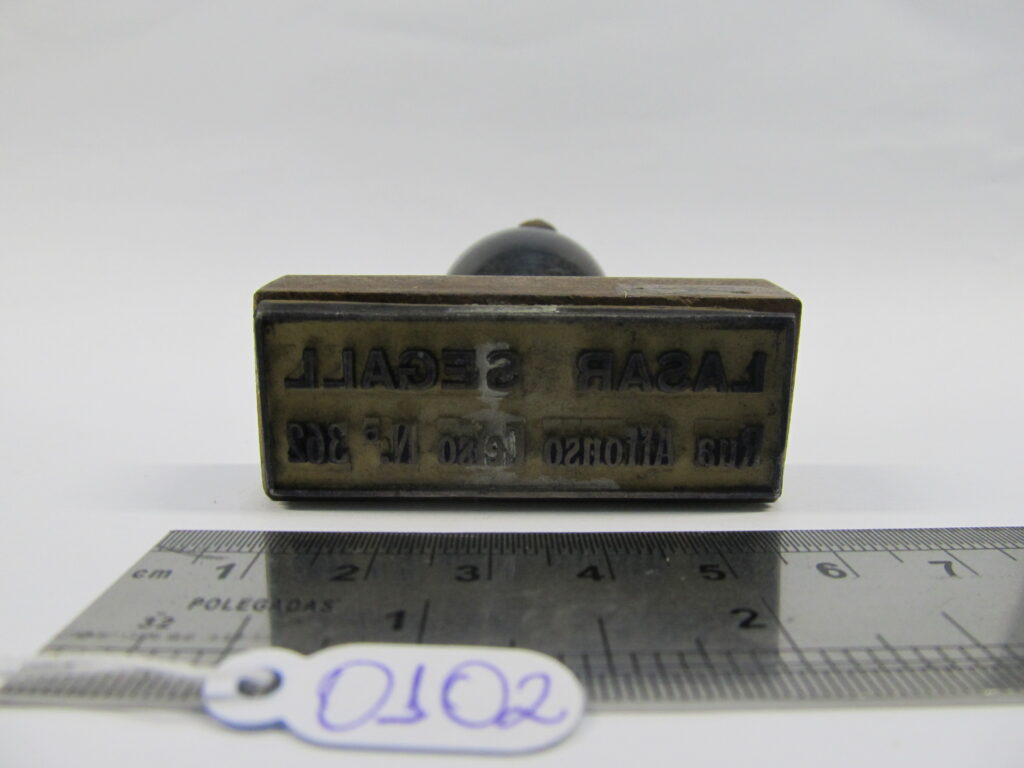 LASAR SEGALL
Rua Affonso Celso N.º 362
cm 1 2 3 4 5 6 7
POLEGADAS
32 1 2
0102